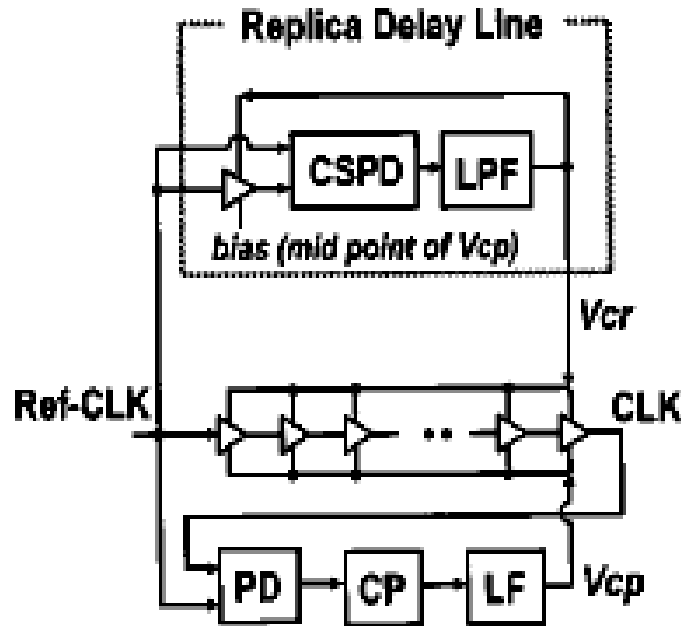 Replica Delay Line
CSPD
LPF
bias (mid point of Vcp)
Vcr
Ref-CLK
CLK
PD
CP
LF
Vcp